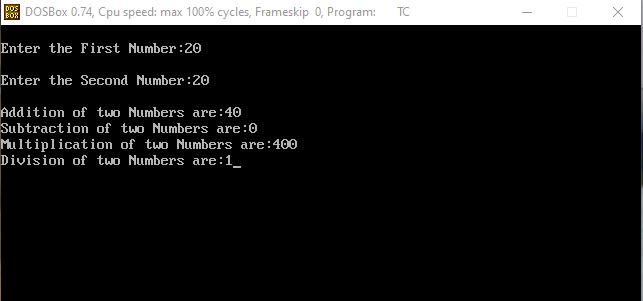 DOS
BOX
DOSBox 0.74, Cpu speed: max 100% cycles, Frameskip 0, Program: TC
Enter the First Number:20
Enter the Second Number:20
Addition of two Numbers are:40
Subtraction of two Numbers are:0
Multiplication of two Numbers are:400
Division of two Numbers are:1_